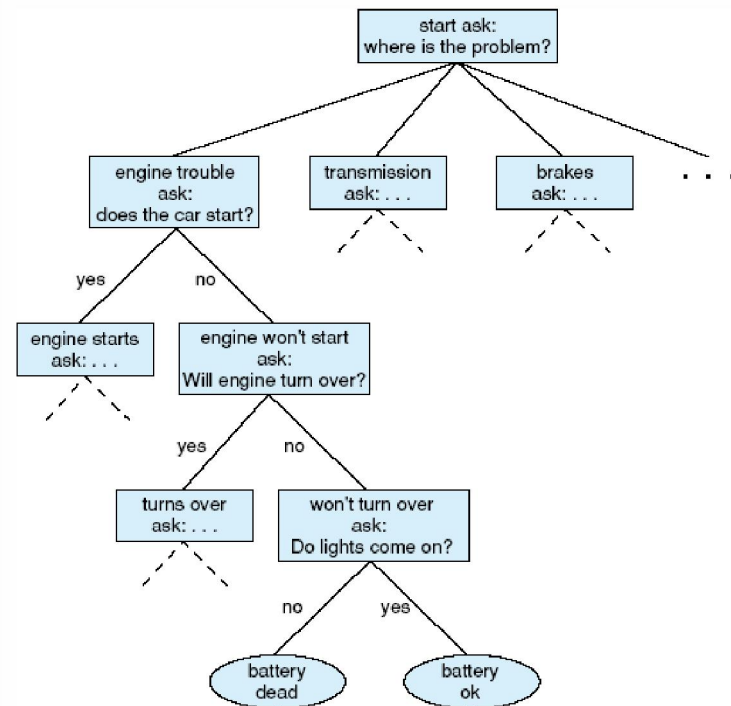 start ask:
where is the problem?
engine trouble
ask:
does the car start?
transmission
ask: . . .
brakes
ask: . . .
. . .
yes
no
engine starts
ask: . . .
engine won't start
ask:
Will engine turn over?
yes
no
turns over
ask: . . .
won't turn over
ask:
Do lights come on?
no
yes
battery
dead
battery
ok